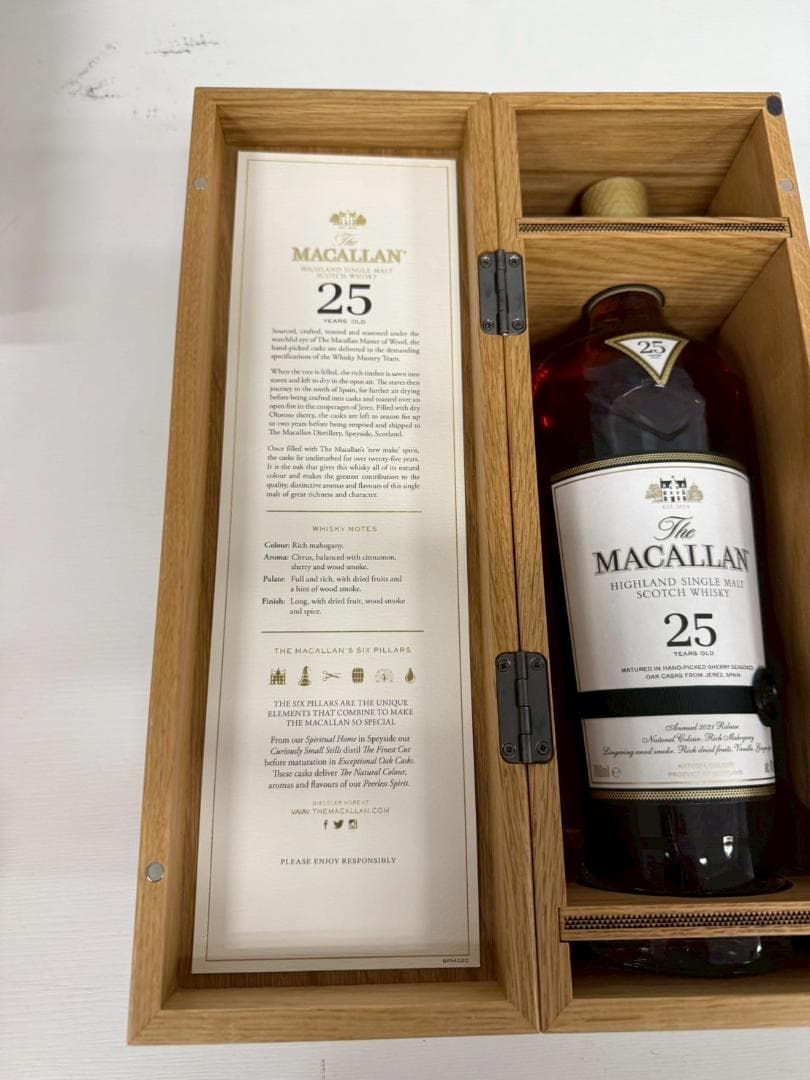 EST. 1824
The
MACALLAN
HIGHLAND SINGLE MALT
SCOTCH WHISKY
25
YEARS OLD
Sourced, crafted, toasted and seasoned under the
watchful eye of The Macallan Master of Wood, the
hand-picked casks are delivered to the demanding
specifications of the Whisky Mastery Team.
When the tree is felled, the rich timber is sawn into
staves and left to dry in the open air. The staves then
journey to the south of Spain, for further air drying
before being crafted into casks and toasted over an
open fire in the cooperages of Jerez. Filled with dry
Oloroso sherry, the casks are left to season for up
to two years before being emptied and shipped to
The Macallan Distillery, Speyside, Scotland.
Once filled with The Macallan's 'new make' spirit,
the casks lie undisturbed for over twenty-five years.
It is the oak that gives this whisky all of its natural
colour and makes the greatest contribution to the
quality, distinctive aromas and flavours of this single
malt of great richness and character.
WHISKY NOTES
Colour: Rich mahogany.
Aroma: Citrus, balanced with cinnamon,
sherry and wood smoke.
Palate: Full and rich, with dried fruits and
a hint of wood smoke.
Finish: Long, with dried fruit, wood smoke
and spice.
THE MACALLAN'S SIX PILLARS
THE SIX PILLARS ARE THE UNIQUE
ELEMENTS THAT COMBINE TO MAKE
THE MACALLAN SO SPECIAL
From our Spiritual Home in Speyside our
Curiously Small Stills distil The Finest Cut
before maturation in Exceptional Oak Casks.
These casks deliver The Natural Colour,
aromas and flavours of our Peerless Spirit.
DISCOVER MORE AT
WWW.THEMACALLAN.COM
PLEASE ENJOY RESPONSIBLY
25
EST. 1824
The
MACALLAN
HIGHLAND SINGLE MALT
SCOTCH WHISKY
25
YEARS OLD
MATURED IN HAND-PICKED SHERRY SEASONED
OAK CASKS FROM JEREZ, SPAIN
Annual 2021 Release
Natural Colour, Rich Mahogany
Lingering wood smoke, Rich dried fruits, Vanilla
NATURAL COLOUR
700ml e
PRODUCT OF SCOTLAND